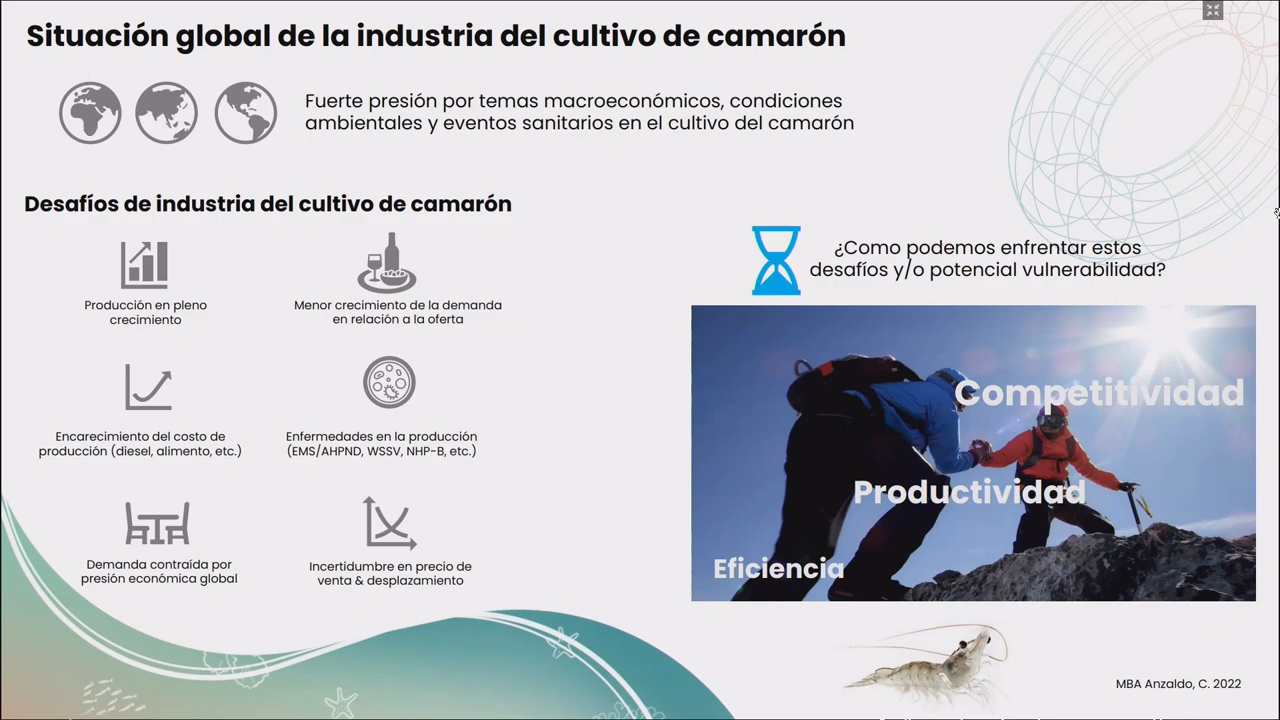 Situación global de la industria del cultivo de camarón
Fuerte presión por temas macroeconómicos, condiciones
ambientales y eventos sanitarios en el cultivo del camarón
Desafíos de industria del cultivo de camarón
Producción en pleno
crecimiento
Menor crecimiento de la demanda
en relación a la oferta
Encarecimiento del costo de
producción (diesel, alimento, etc.)
Enfermedades en la producción
(EMS/AHPND, WSSV, NHP-B, etc.)
Demanda contraída por
presión económica global
Incertidumbre en precio de
venta & desplazamiento
¿Como podemos enfrentar estos
desafíos y/o potencial vulnerabilidad?
Competitividad
Productividad
Eficiencia
MBA Anzaldo, C. 2022